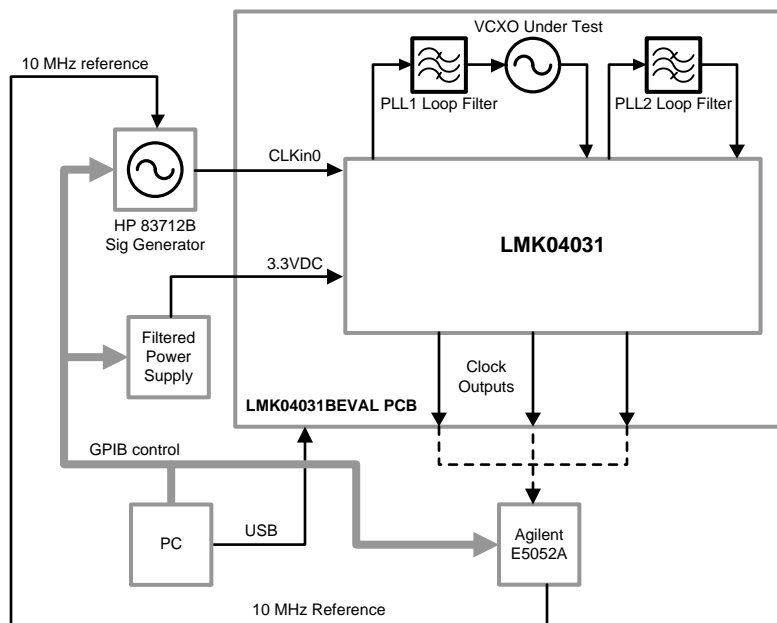 VCXO Under Test
10 MHz reference
PLL1 Loop Filter
PLL2 Loop Filter
CLKin0
HP 83712B
Sig Generator
LMK04031
3.3VDC
Filtered
Power
Supply
Clock
Outputs
LMK04031BEVAL PCB
GPIB control
PC
USB
Agilent
E5052A
10 MHz Reference